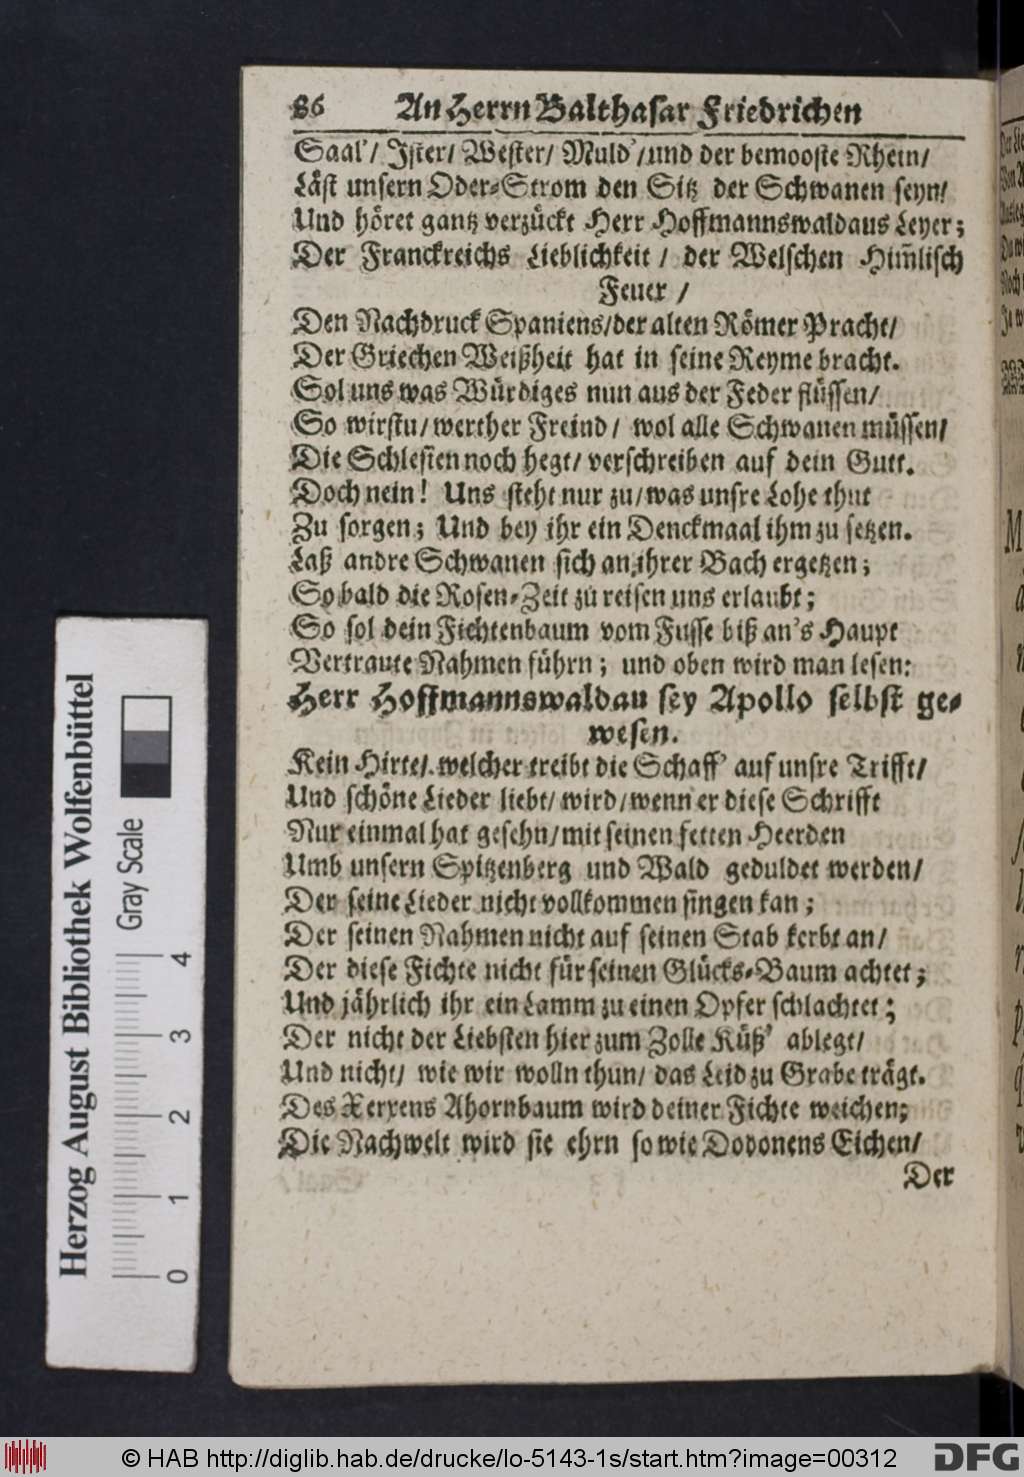 86 An Herrn Balthasar Friedrichen
Saal’/ Jster/ Wester/ Muld’/ und der bemooste Rhein/
Läst unsern Oder-Strom den Sitz der Schwanen seyn/
Und höret gantz verzückt Herr Hoffmannswaldaus Leyer;
Der Franckreichs Lieblichkeit / der Welschen Him̃lisch
Feuer /
Den Nachdruck Spaniens/ der alten Römer Pracht/
Der Griechen Weißheit hat in seine Reyme bracht.
Sol uns was Würdiges nun aus der Feder flüssen/
So wirstu/ werther Freind/ wol alle Schwanen müssen/
Die Schlesien noch hegt/ verschreiben auf dein Gutt.
Doch nein! Uns steht nur zu/ was unsre Lohe thut
Zu sorgen; Und bey ihr ein Denckmaal ihm zu setzen.
Laß andre Schwanen sich an ihrer Bach ergetzen;
So bald die Rosen-Zeit zu reisen uns erlaubt;
So sol dein Fichtenbaum vom Fusse biß an’s Haupt
Vertraute Nahmen führn; und oben wird man lesen:
Herr Hoffmannswaldau sey Apollo selbst ge-
wesen.
Kein Hirte/ welcher treibt die Schaff’ auf unsre Trifft/
Und schöne Lieder liebt/ wird/ wenn er diese Schrifft
Nur einmal hat gesehn/ mit seinen fetten Heerden
Umb unsern Spitzenberg und Wald geduldet werden/
Der seine Lieder nicht vollkommen singen kan;
Der seinen Nahmen nicht auf seinen Stab kerbt an/
Der diese Fichte nicht für seinen Glücks-Baum achtet;
Und jährlich ihr ein Lamm zu einen Opfer schlachtet;
Der nicht der Liebsten hier zum Zolle Küß’ ablegt/
Und nicht/ wie wir wolln thun/ das Leid zu Grabe trägt.
Des Xerxens Ahornbaum wird deiner Fichte weichen;
Die Nachwelt wird sie ehrn so wie Dodonens Eichen/
Der
Herzog August Bibliothek Wolfenbüttel
Gray Scale
0 1 2 3 4
© HAB http://diglib.hab.de/drucke/lo-5143-1s/start.htm?image=00312
DFG